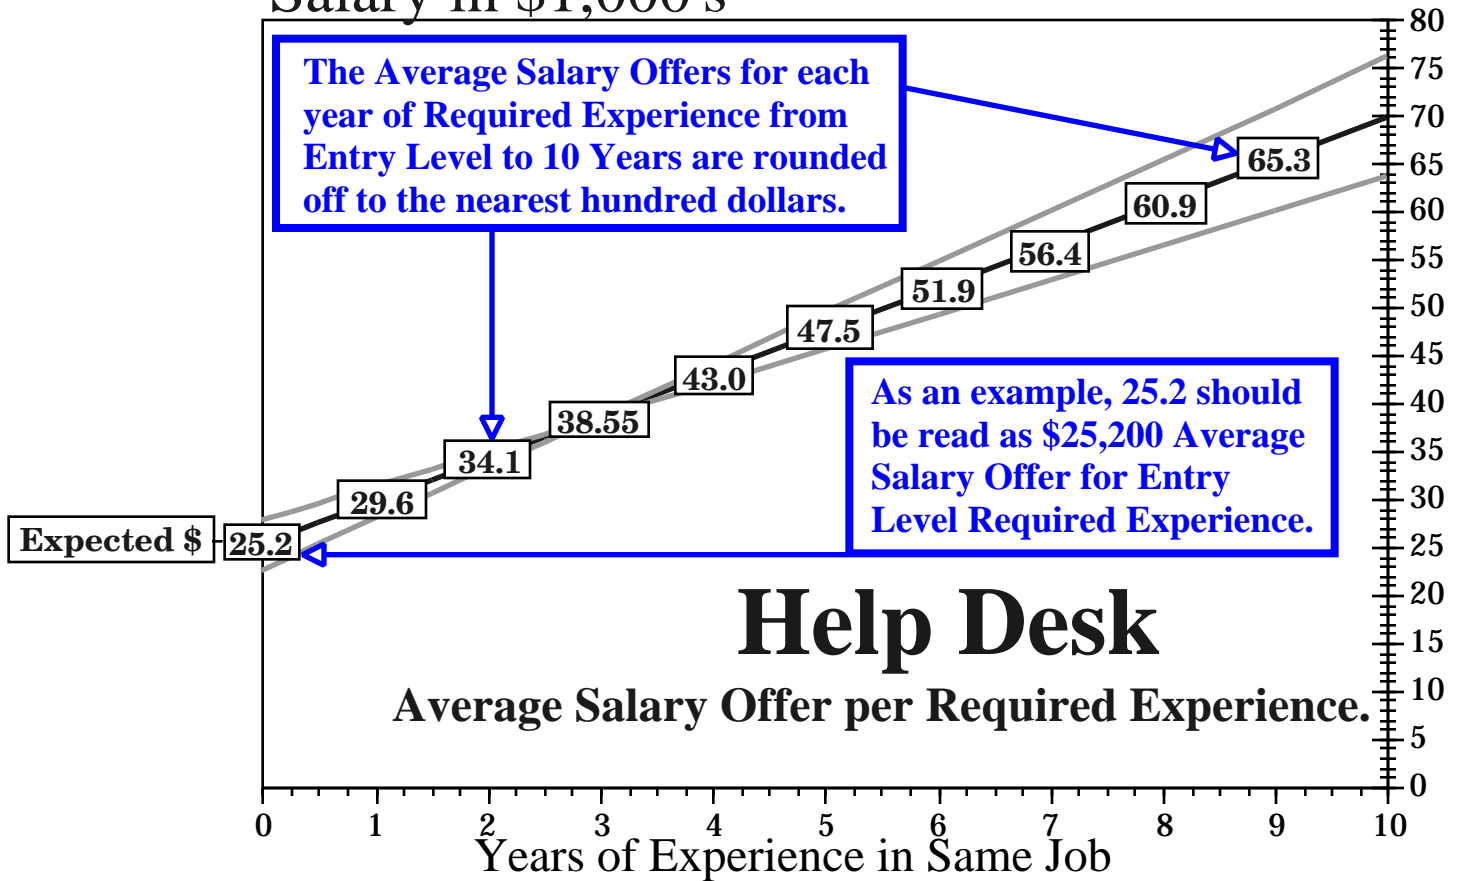 Salary in $1,000's
The Average Salary Offers for each
year of Required Experience from
Entry Level to 10 Years are rounded
off to the nearest hundred dollars.
80
75
70
65
60
55
50
45
40
35
30
25
20
15
10
5
0
65.3
60.9
56.4
51.9
47.5
43.0
38.55
34.1
29.6
Expected $
25.2
As an example, 25.2 should
be read as $25,200 Average
Salary Offer for Entry
Level Required Experience.
Help Desk
Average Salary Offer per Required Experience.
0 1 2 3 4 5 6 7 8 9 10
Years of Experience in Same Job